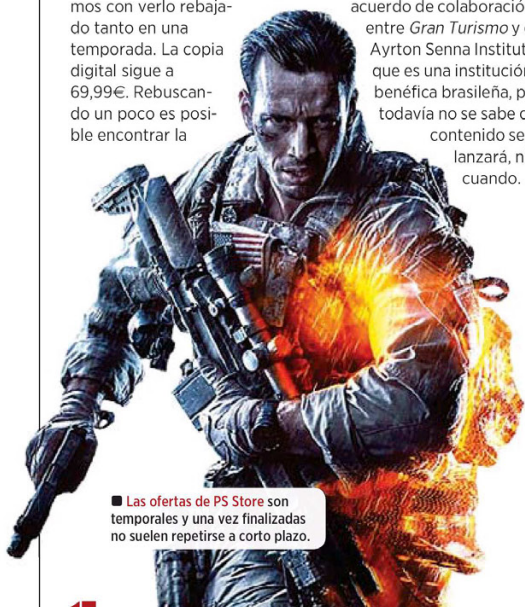 mos con verlo rebaja-
do tanto en una
temporada. La copia
digital sigue a
69,99€. Rebuscan-
do un poco es posi-
ble encontrar la
acuerdo de colaboració
entre Gran Turismo y
Ayrton Senna Institut
que es una institución
benéfica brasileña, p
todavía no se sabe
contenido se
lanzará, n
cuando.
■ Las ofertas de PS Store son
temporales y una vez finalizadas
no suelen repetirse a corto plazo.